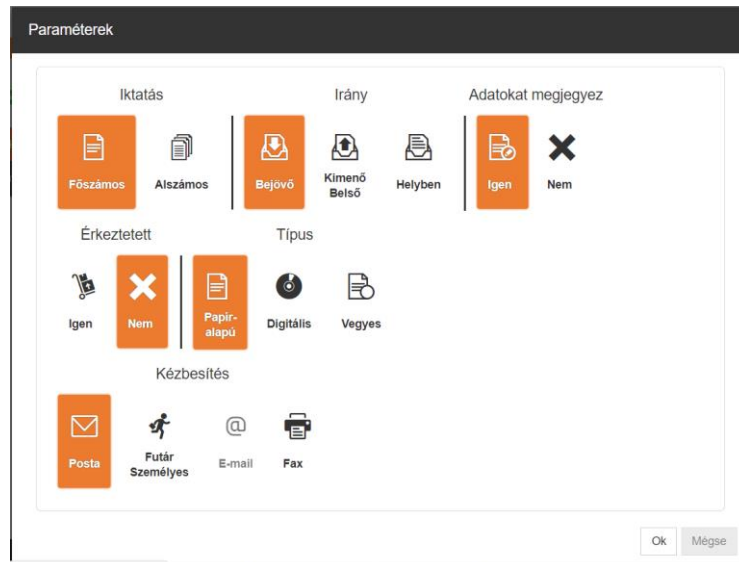 Paraméterek
Iktatás
Irány
Adatokat megjegyez
Főszámos
Alszámos
Bejövő
Kimenő
Belső
Helyben
Igen
Nem
Érkeztetett
Típus
Igen
Nem
Papír-
alapú
Digitális
Vegyes
Kézbesítés
Posta
Futár
Személyes
@
E-mail
Fax
Ok
Mégse